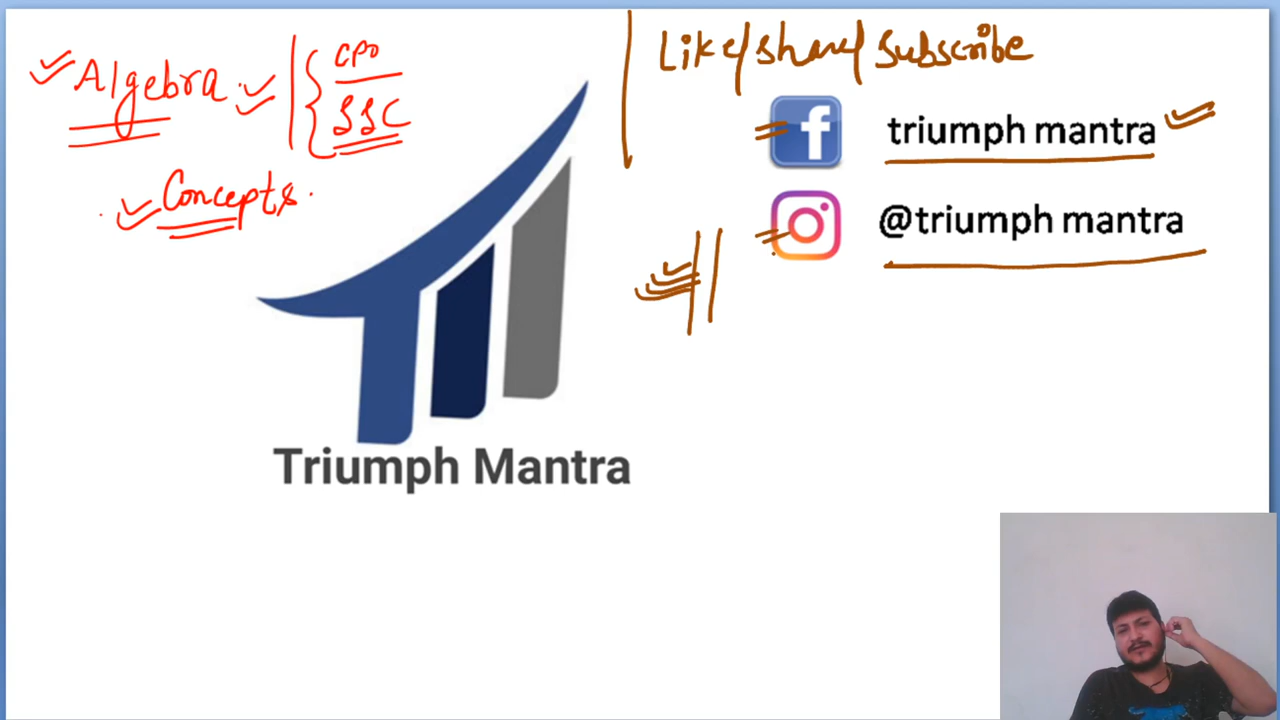 Algebra
CPO
SSC
Concepts
Like/share/subscribe
f
triumph mantra
@triumph mantra
Triumph Mantra